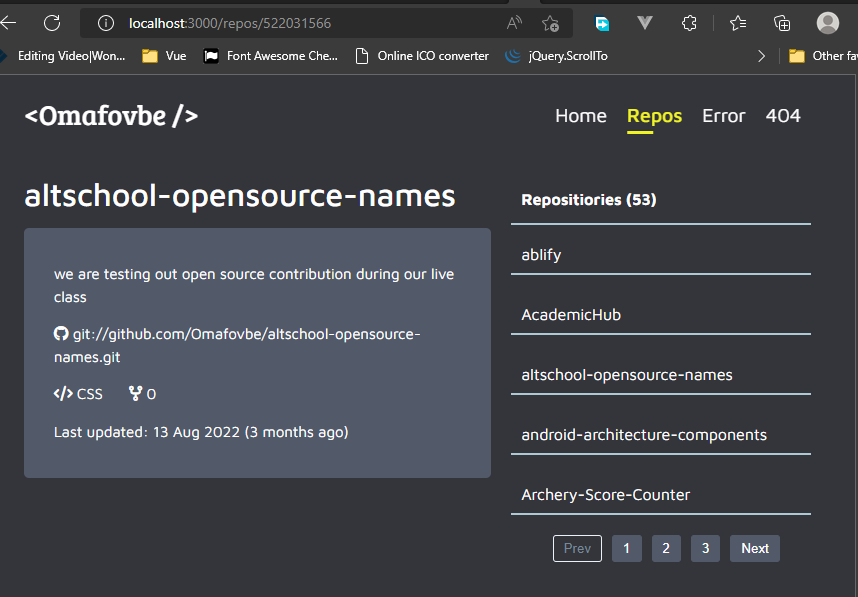 localhost:3000/repos/522031566
Editing Video|Won... Vue Font Awesome Che... Online ICO converter jQuery.ScrollTo Other fav
<Omafovbe />
Home Repos Error 404
altschool-opensource-names
we are testing out open source contribution during our live
class
git://github.com/Omafovbe/altschool-opensource-
names.git
</> CSS 0
Last updated: 13 Aug 2022 (3 months ago)
Repositiories (53)
ablify
AcademicHub
altschool-opensource-names
android-architecture-components
Archery-Score-Counter
Prev 1 2 3 Next